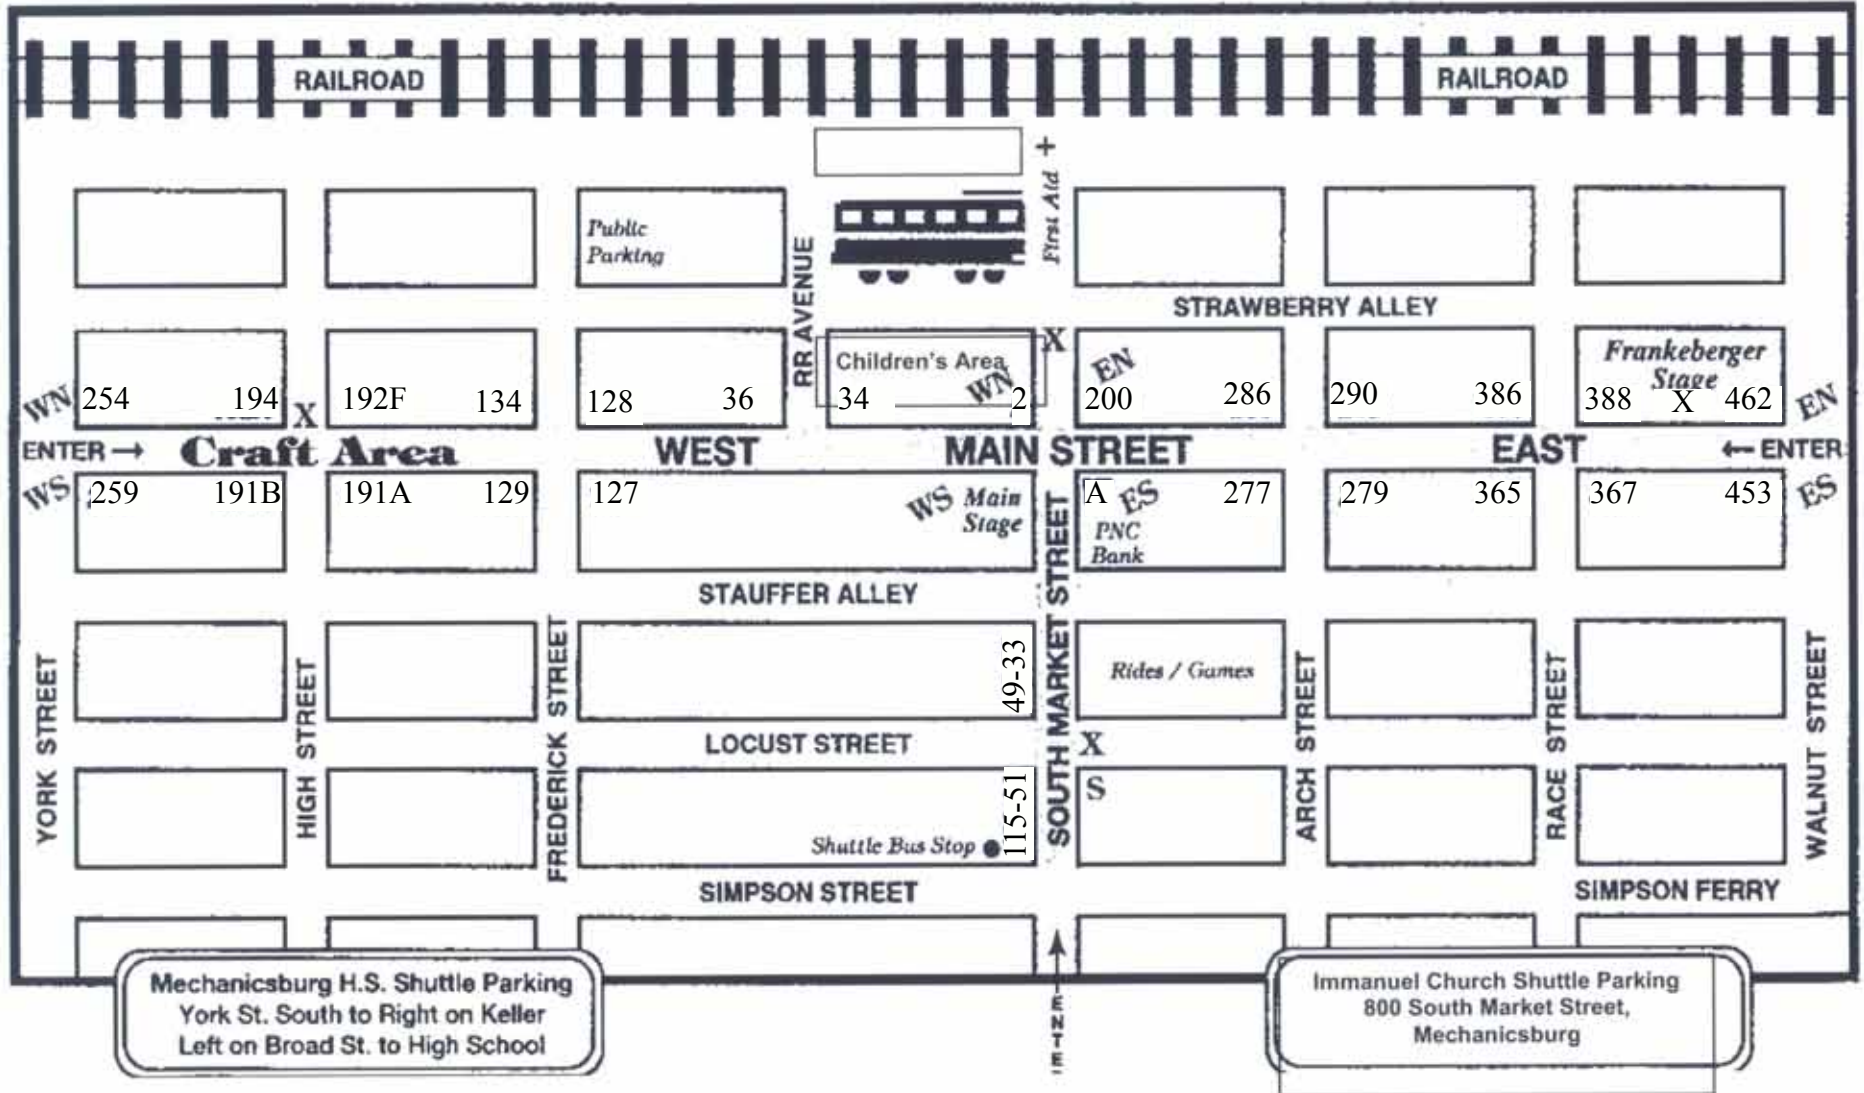 RAILROAD
RAILROAD
+
First Aid
Public
Parking
RR AVENUE
STRAWBERRY ALLEY
X
Children's Area
EN
Frankeberger
Stage
WN
254
194
X
192F
134
128
36
34
WN
2
200
286
290
386
388
X
462
EN
ENTER →
Craft Area
WEST
MAIN STREET
EAST
← ENTER
WS
259
191B
191A
129
127
WS
Main
Stage
A
ES
277
279
365
367
453
ES
PNC
Bank
STAUFFER ALLEY
49-33
Rides / Games
YORK STREET
HIGH STREET
FREDERICK STREET
SOUTH MARKET STREET
ARCH STREET
RACE STREET
WALNUT STREET
LOCUST STREET
X
S
115-51
Shuttle Bus Stop
SIMPSON STREET
SIMPSON FERRY
Mechanicsburg H.S. Shuttle Parking
York St. South to Right on Keller
Left on Broad St. to High School
ENTE
Immanuel Church Shuttle Parking
800 South Market Street,
Mechanicsburg